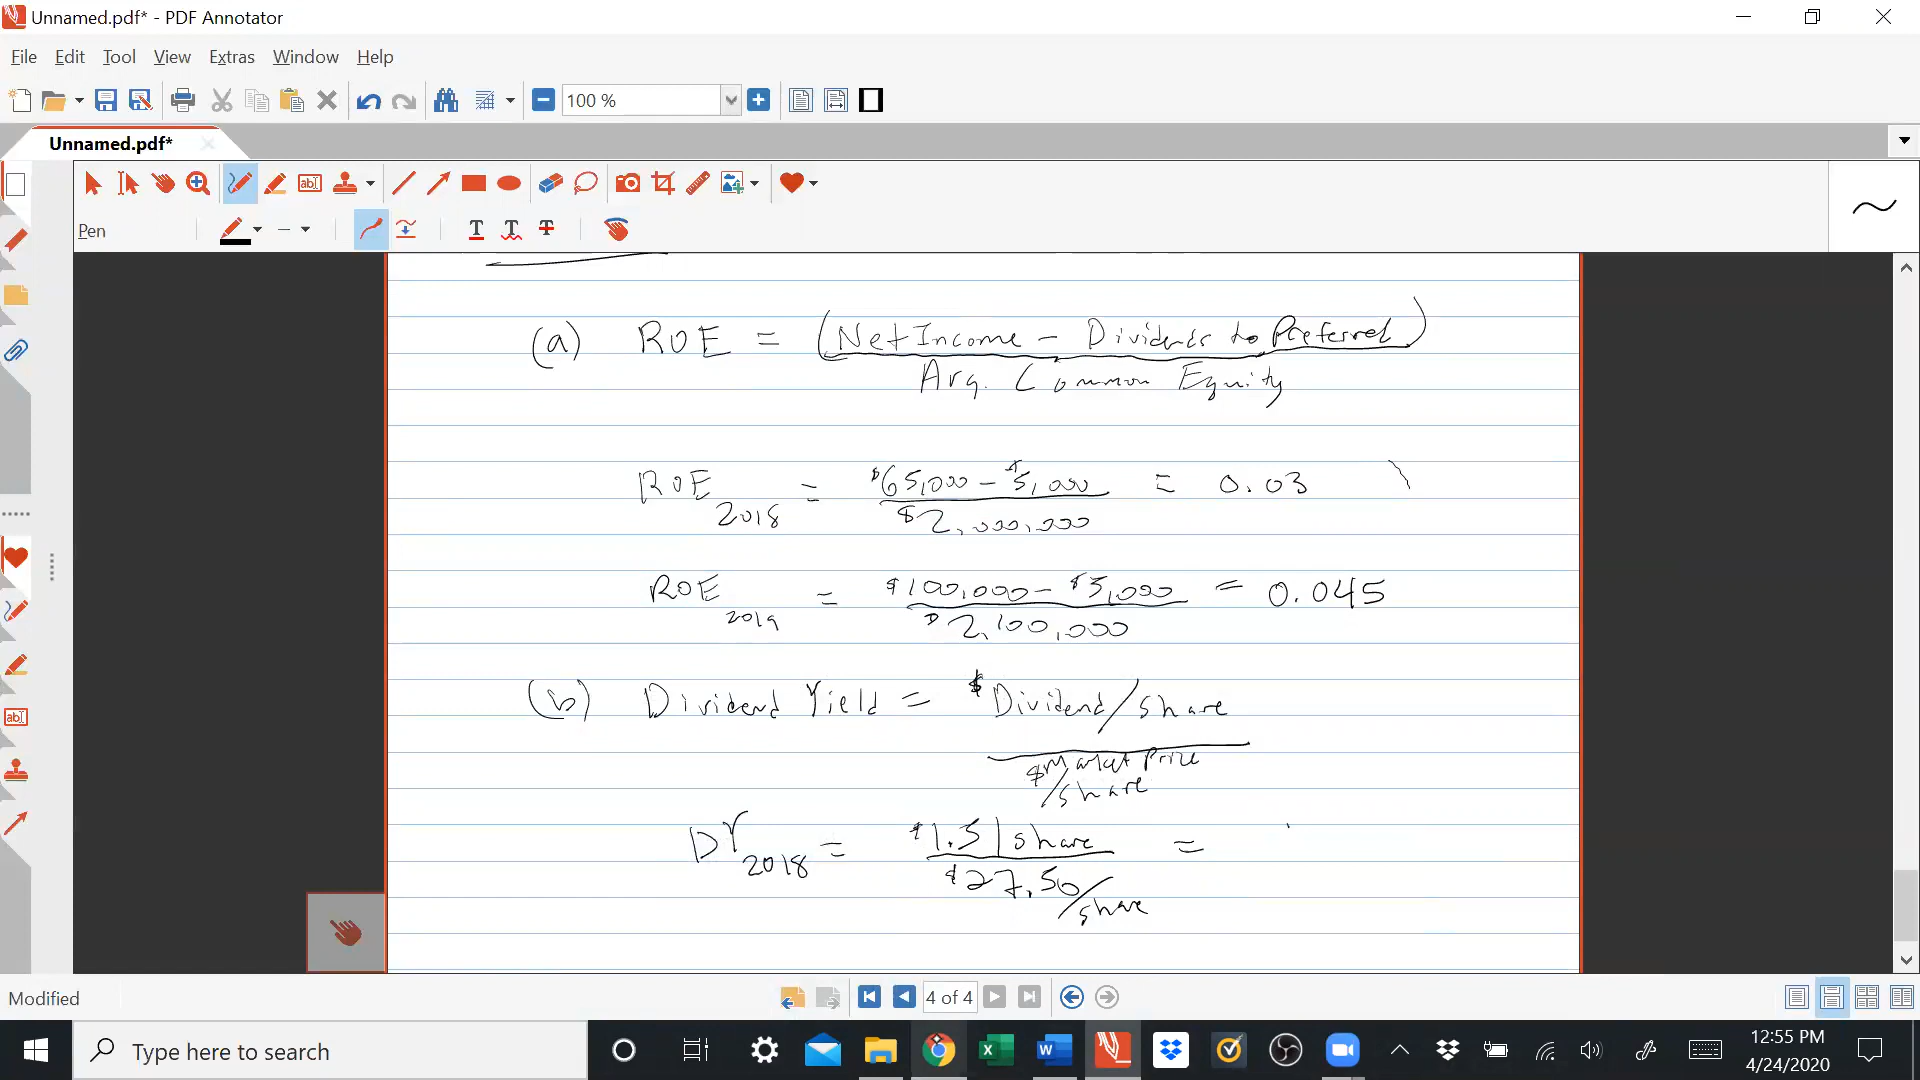 Unnamed.pdf* - PDF Annotator
File Edit Tool View Extras Window Help
100 %
Unnamed.pdf*
Pen
(a) ROE = (Net Income - Dividends to Preferred)
Avg. Common Equity
ROE 2018 = $65,000 - $5,000 = 0.03
$2,000,000
ROE 2019 = $100,000 - $5,000 = 0.045
$2,100,000
(b) Dividend Yield = $Dividend/share
$Market Price
/share
DY 2018 = $1.5 | share =
$27.50/share
Modified
4 of 4
Type here to search
12:55 PM
4/24/2020